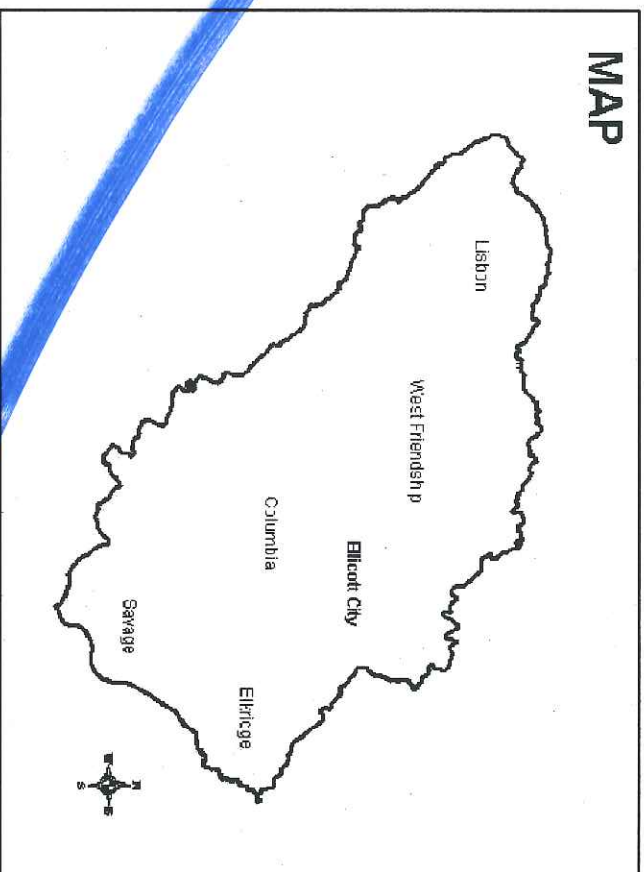 MAP
Lisbon
West Friendship
Ellicott City
Columbia
Elkridge
Savage
N
W E
S